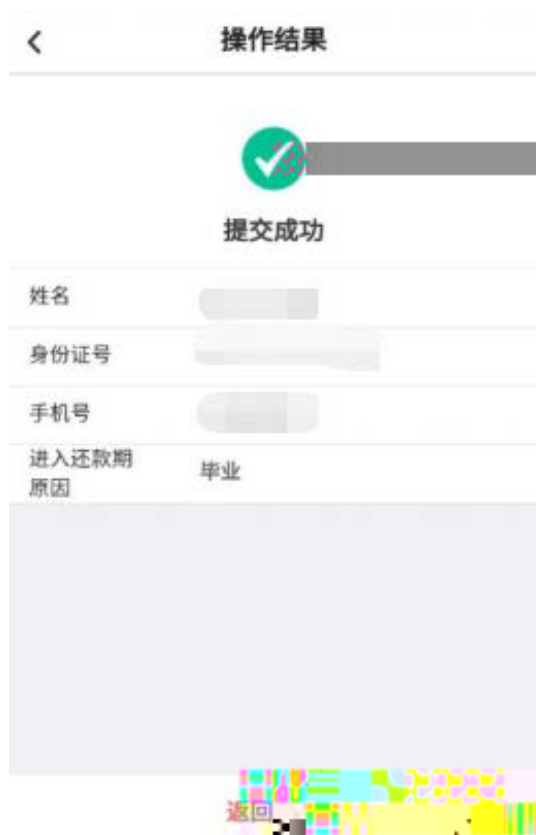 操作结果
提交成功
姓名
身份证号
手机号
进入还款期
原因
毕业
返回